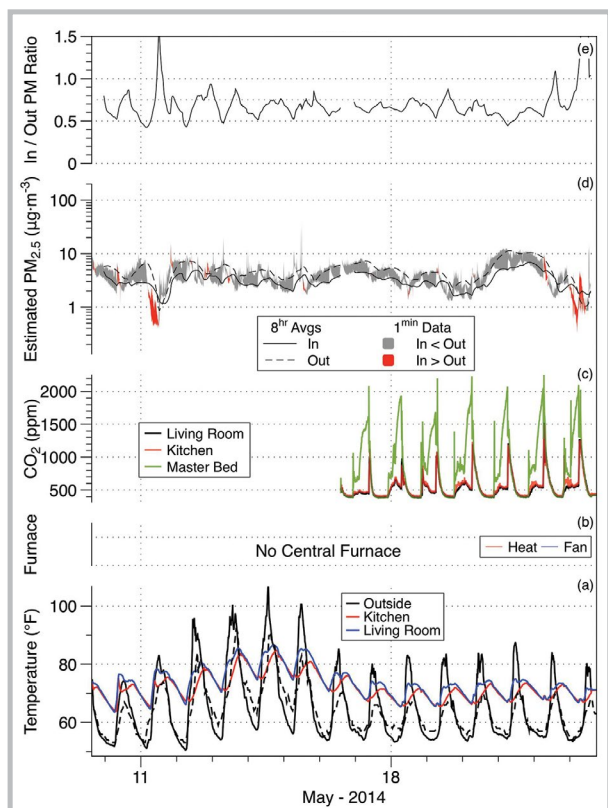 1.5
(e)
In / Out PM Ratio
1.0
0.5
0
(d)
Estimated PM2.5 (µg·m-3)
100
10
1
8hr Avgs
In
Out
1min Data
In < Out
In > Out
(c)
CO2 (ppm)
2000
1500
1000
500
Living Room
Kitchen
Master Bed
(b)
Furnace
No Central Furnace
Heat
Fan
(a)
Temperature (°F)
100
80
60
Outside
Kitchen
Living Room
11
18
May - 2014